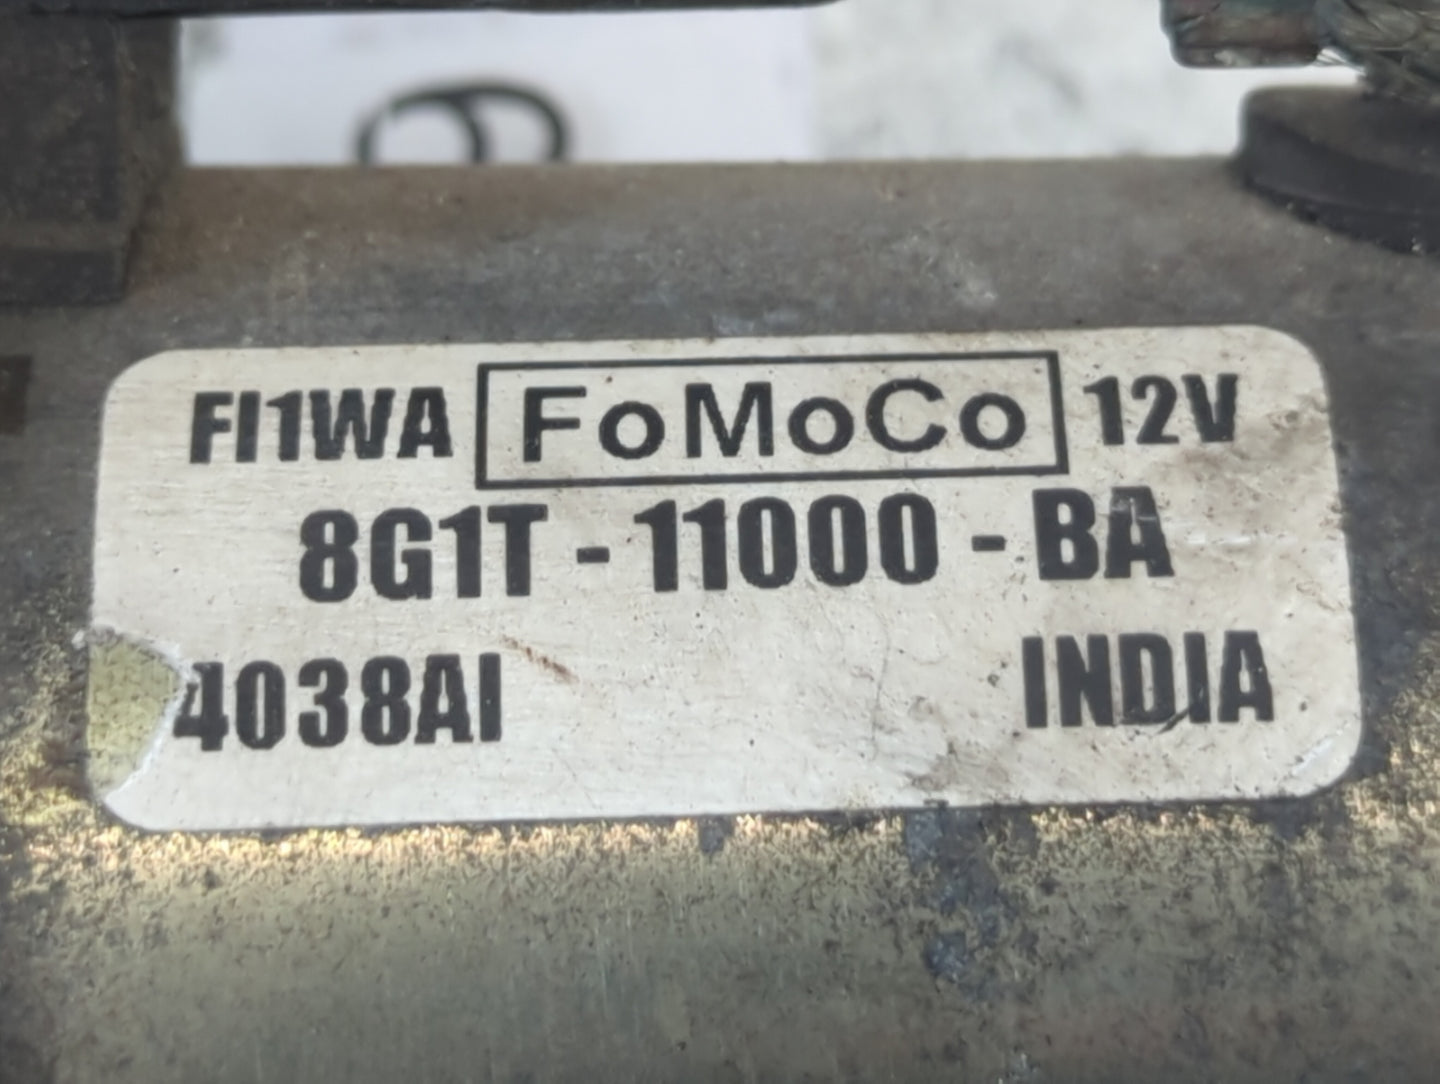 FI1WA FoMoCo 12V
8G1T - 11000 - BA
4038AI INDIA